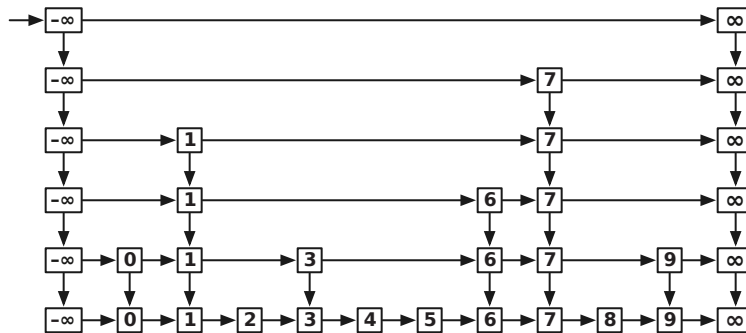 -∞ ∞
-∞ 7 ∞
-∞ 1 7 ∞
-∞ 1 6 7 ∞
-∞ 0 1 3 6 7 9 ∞
-∞ 0 1 2 3 4 5 6 7 8 9 ∞